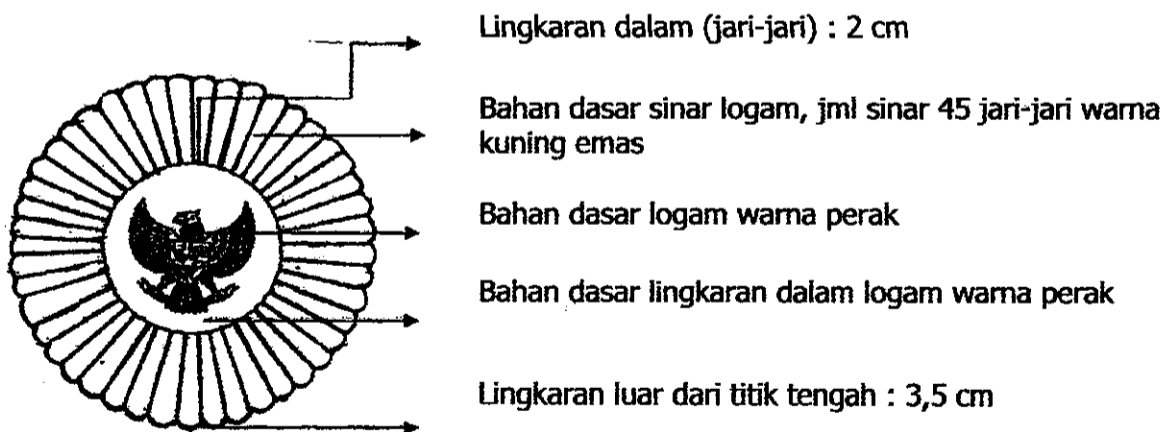 Lingkaran dalam (jari-jari) : 2 cm
Bahan dasar sinar logam, jml sinar 45 jari-jari warna
kuning emas
Bahan dasar logam warna perak
Bahan dasar lingkaran dalam logam warna perak
Lingkaran luar dari titik tengah : 3,5 cm